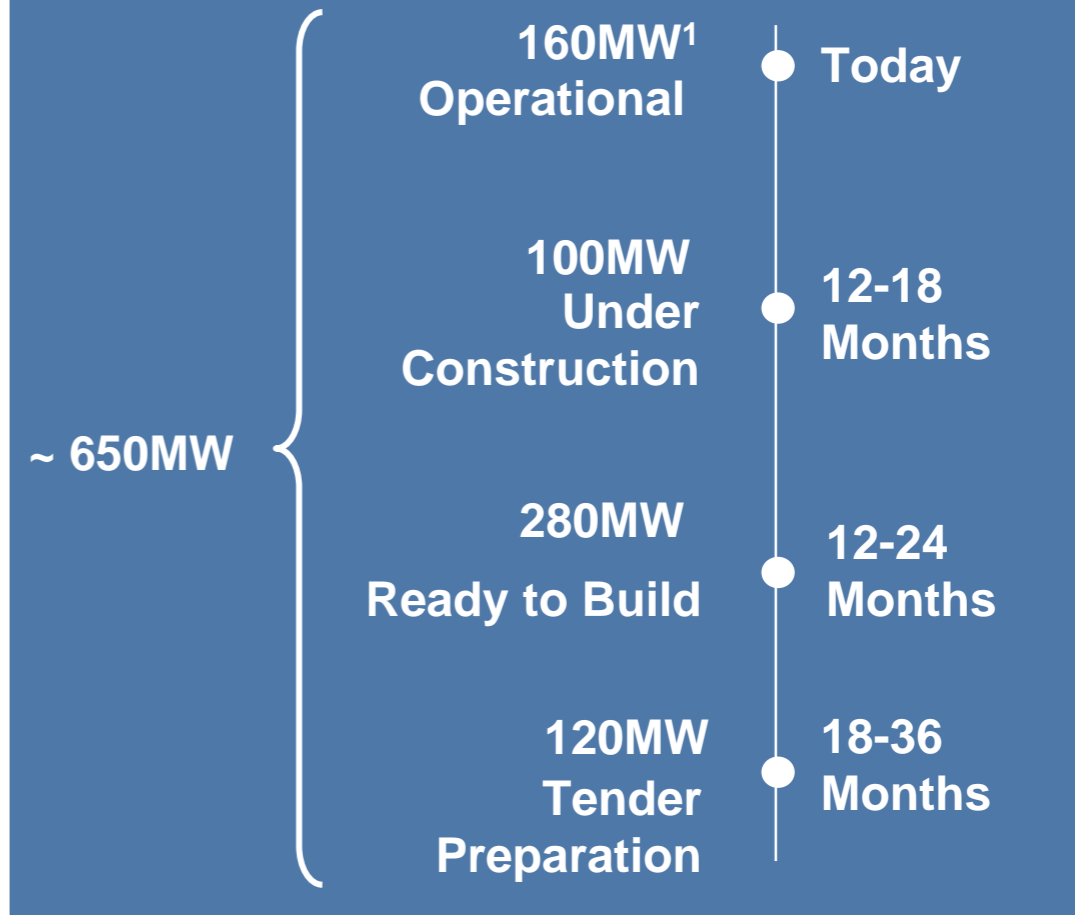 ~ 650MW
160MW¹
Operational
Today
100MW
Under
Construction
12-18
Months
280MW
Ready to Build
12-24
Months
120MW
Tender
Preparation
18-36
Months